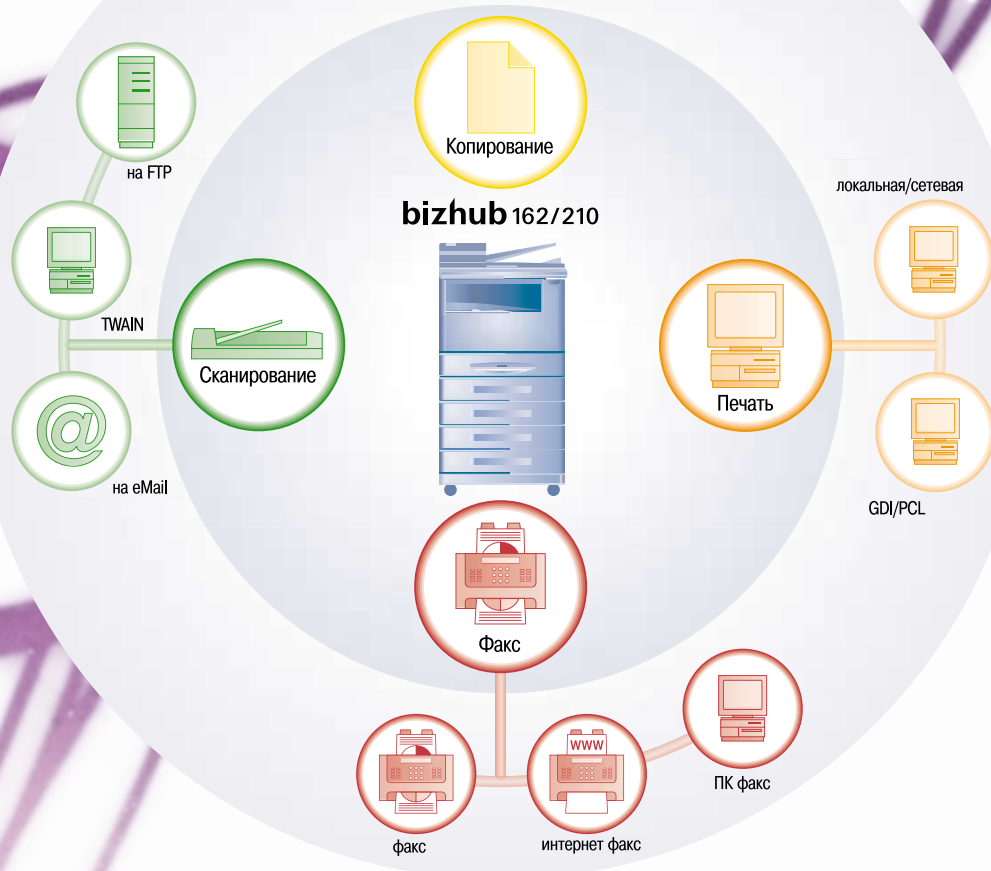 Копирование
bizhub 162/210
на FTP
TWAIN
на eMail
Сканирование
локальная/сетевая
Печать
GDI/PCL
Факс
факс
WWW
интернет факс
ПК факс